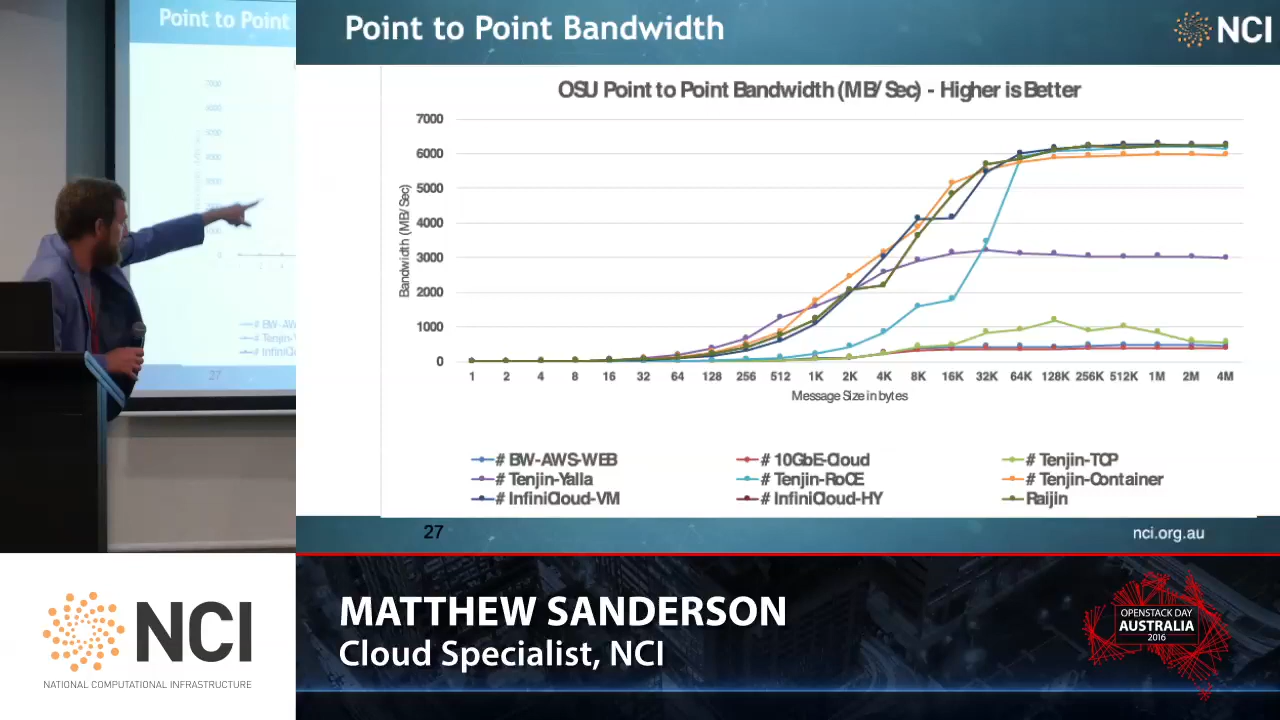 Point to Point
7000
27
Point to Point Bandwidth
NCI
OSU Point to Point Bandwidth (MB/Sec) - Higher is Better
7000
6000
5000
4000
3000
2000
1000
0
Bandwidth (MB/Sec)
1 2 4 8 16 32 64 128 256 512 1K 2K 4K 8K 16K 32K 64K 128K 256K 512K 1M 2M 4M
Message Size in bytes
# BW-AWS-WEB # 10GbE-Cloud # Tenjin-TCP
# Tenjin-Yalla # Tenjin-RoCE # Tenjin-Container
# InfiniCloud-VM # InfiniCloud-HY Raijin
27
nci.org.au
NCI
NATIONAL COMPUTATIONAL INFRASTRUCTURE
MATTHEW SANDERSON
Cloud Specialist, NCI
OPENSTACK DAY
AUSTRALIA
2016